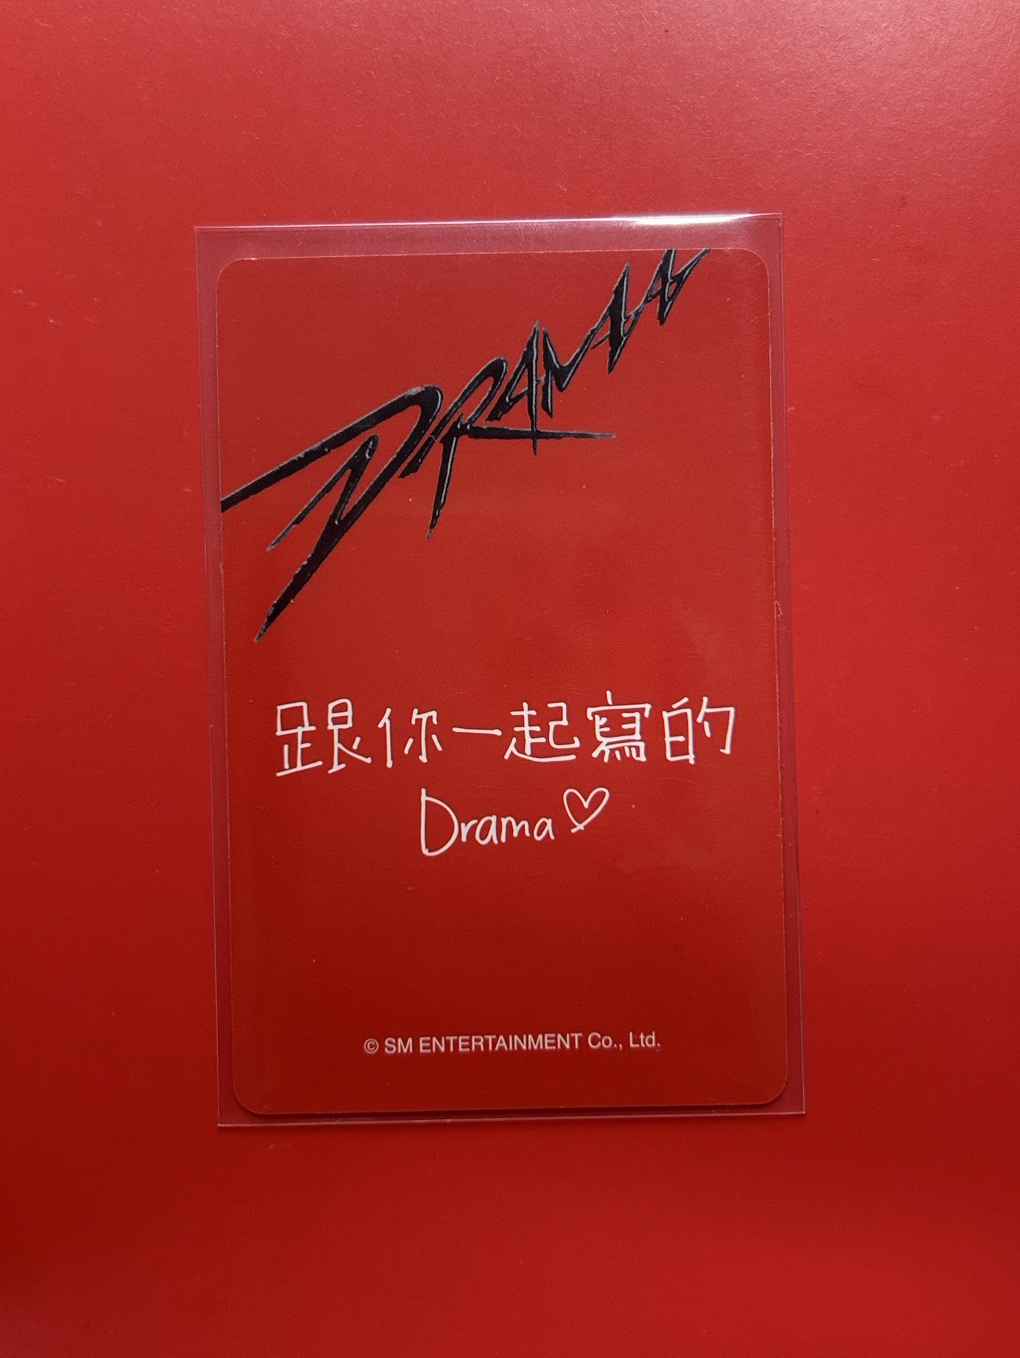 DRAMA
跟你一起寫的
Drama♡
© SM ENTERTAINMENT Co., Ltd.